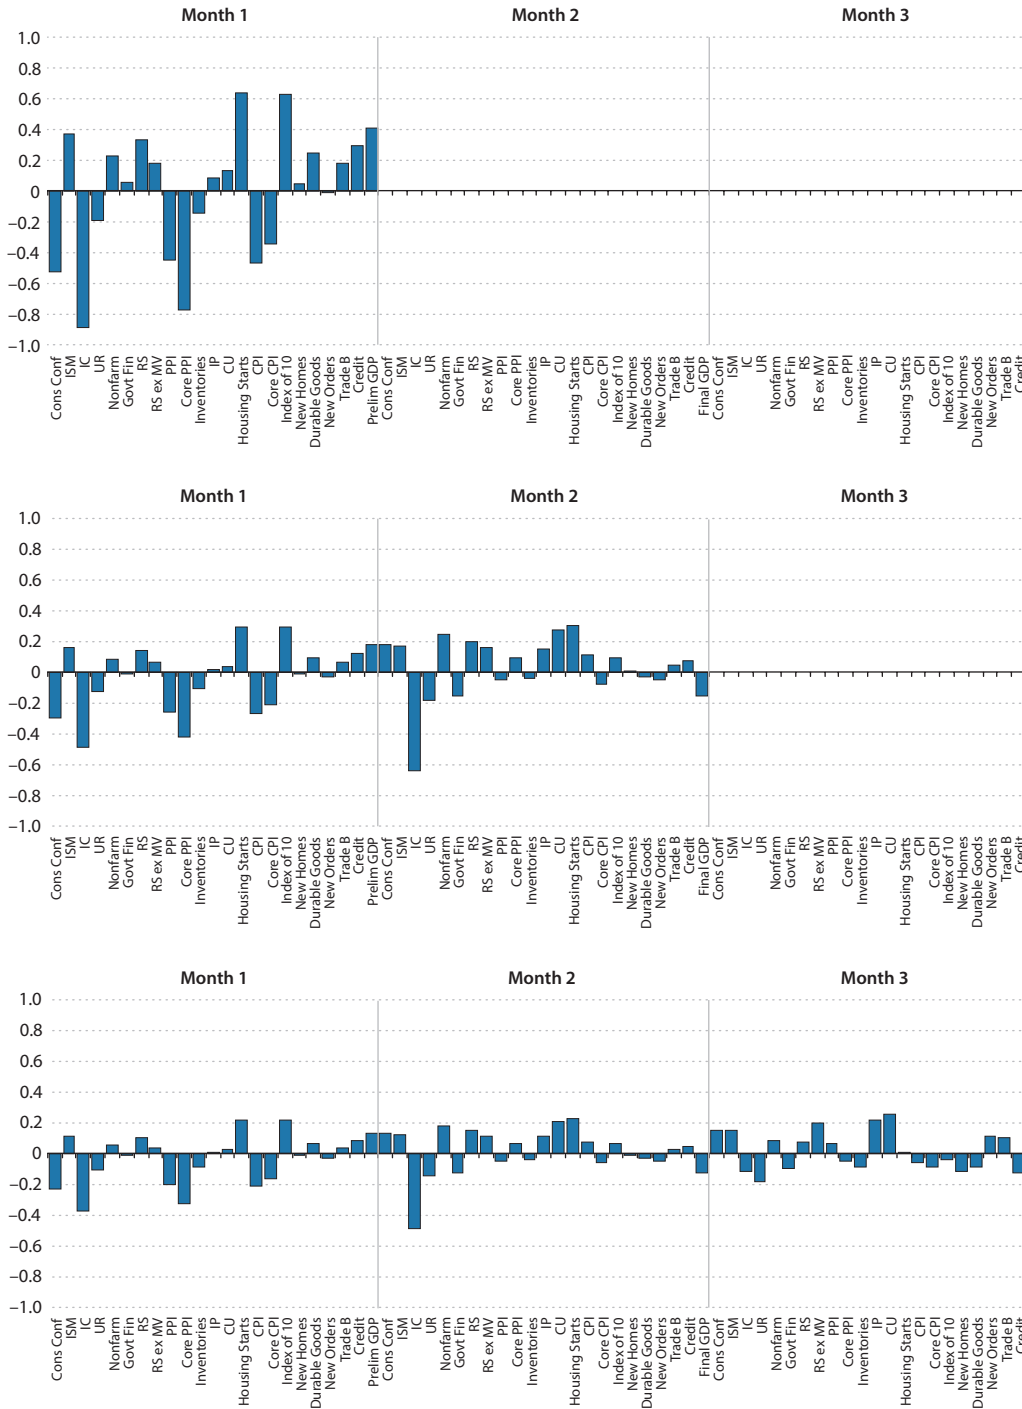 Month 1 Month 2 Month 3
1.0
0.8
0.6
0.4
0.2
0
−0.2
−0.4
−0.6
−0.8
−1.0
Cons Conf
ISM
IC
UR
Nonfarm
Govt Fin
RS
RS ex MV
PPI
Core PPI
Inventories
IP
CU
Housing Starts
CPI
Core CPI
Index of 10
New Homes
Durable Goods
New Orders
Trade B
Credit
Prelim GDP
Cons Conf
ISM
IC
UR
Nonfarm
Govt Fin
RS
RS ex MV
PPI
Core PPI
Inventories
IP
CU
Housing Starts
CPI
Core CPI
Index of 10
New Homes
Durable Goods
New Orders
Trade B
Credit
Final GDP
Cons Conf
ISM
IC
UR
Nonfarm
Govt Fin
RS
RS ex MV
PPI
Core PPI
Inventories
IP
CU
Housing Starts
CPI
Core CPI
Index of 10
New Homes
Durable Goods
New Orders
Trade B
Credit
Month 1 Month 2 Month 3
1.0
0.8
0.6
0.4
0.2
0
−0.2
−0.4
−0.6
−0.8
−1.0
Cons Conf
ISM
IC
UR
Nonfarm
Govt Fin
RS
RS ex MV
PPI
Core PPI
Inventories
IP
CU
Housing Starts
CPI
Core CPI
Index of 10
New Homes
Durable Goods
New Orders
Trade B
Credit
Prelim GDP
Cons Conf
ISM
IC
UR
Nonfarm
Govt Fin
RS
RS ex MV
PPI
Core PPI
Inventories
IP
CU
Housing Starts
CPI
Core CPI
Index of 10
New Homes
Durable Goods
New Orders
Trade B
Credit
Final GDP
Cons Conf
ISM
IC
UR
Nonfarm
Govt Fin
RS
RS ex MV
PPI
Core PPI
Inventories
IP
CU
Housing Starts
CPI
Core CPI
Index of 10
New Homes
Durable Goods
New Orders
Trade B
Credit
Month 1 Month 2 Month 3
1.0
0.8
0.6
0.4
0.2
0
−0.2
−0.4
−0.6
−0.8
−1.0
Cons Conf
ISM
IC
UR
Nonfarm
Govt Fin
RS
RS ex MV
PPI
Core PPI
Inventories
IP
CU
Housing Starts
CPI
Core CPI
Index of 10
New Homes
Durable Goods
New Orders
Trade B
Credit
Prelim GDP
Cons Conf
ISM
IC
UR
Nonfarm
Govt Fin
RS
RS ex MV
PPI
Core PPI
Inventories
IP
CU
Housing Starts
CPI
Core CPI
Index of 10
New Homes
Durable Goods
New Orders
Trade B
Credit
Final GDP
Cons Conf
ISM
IC
UR
Nonfarm
Govt Fin
RS
RS ex MV
PPI
Core PPI
Inventories
IP
CU
Housing Starts
CPI
Core CPI
Index of 10
New Homes
Durable Goods
New Orders
Trade B
Credit